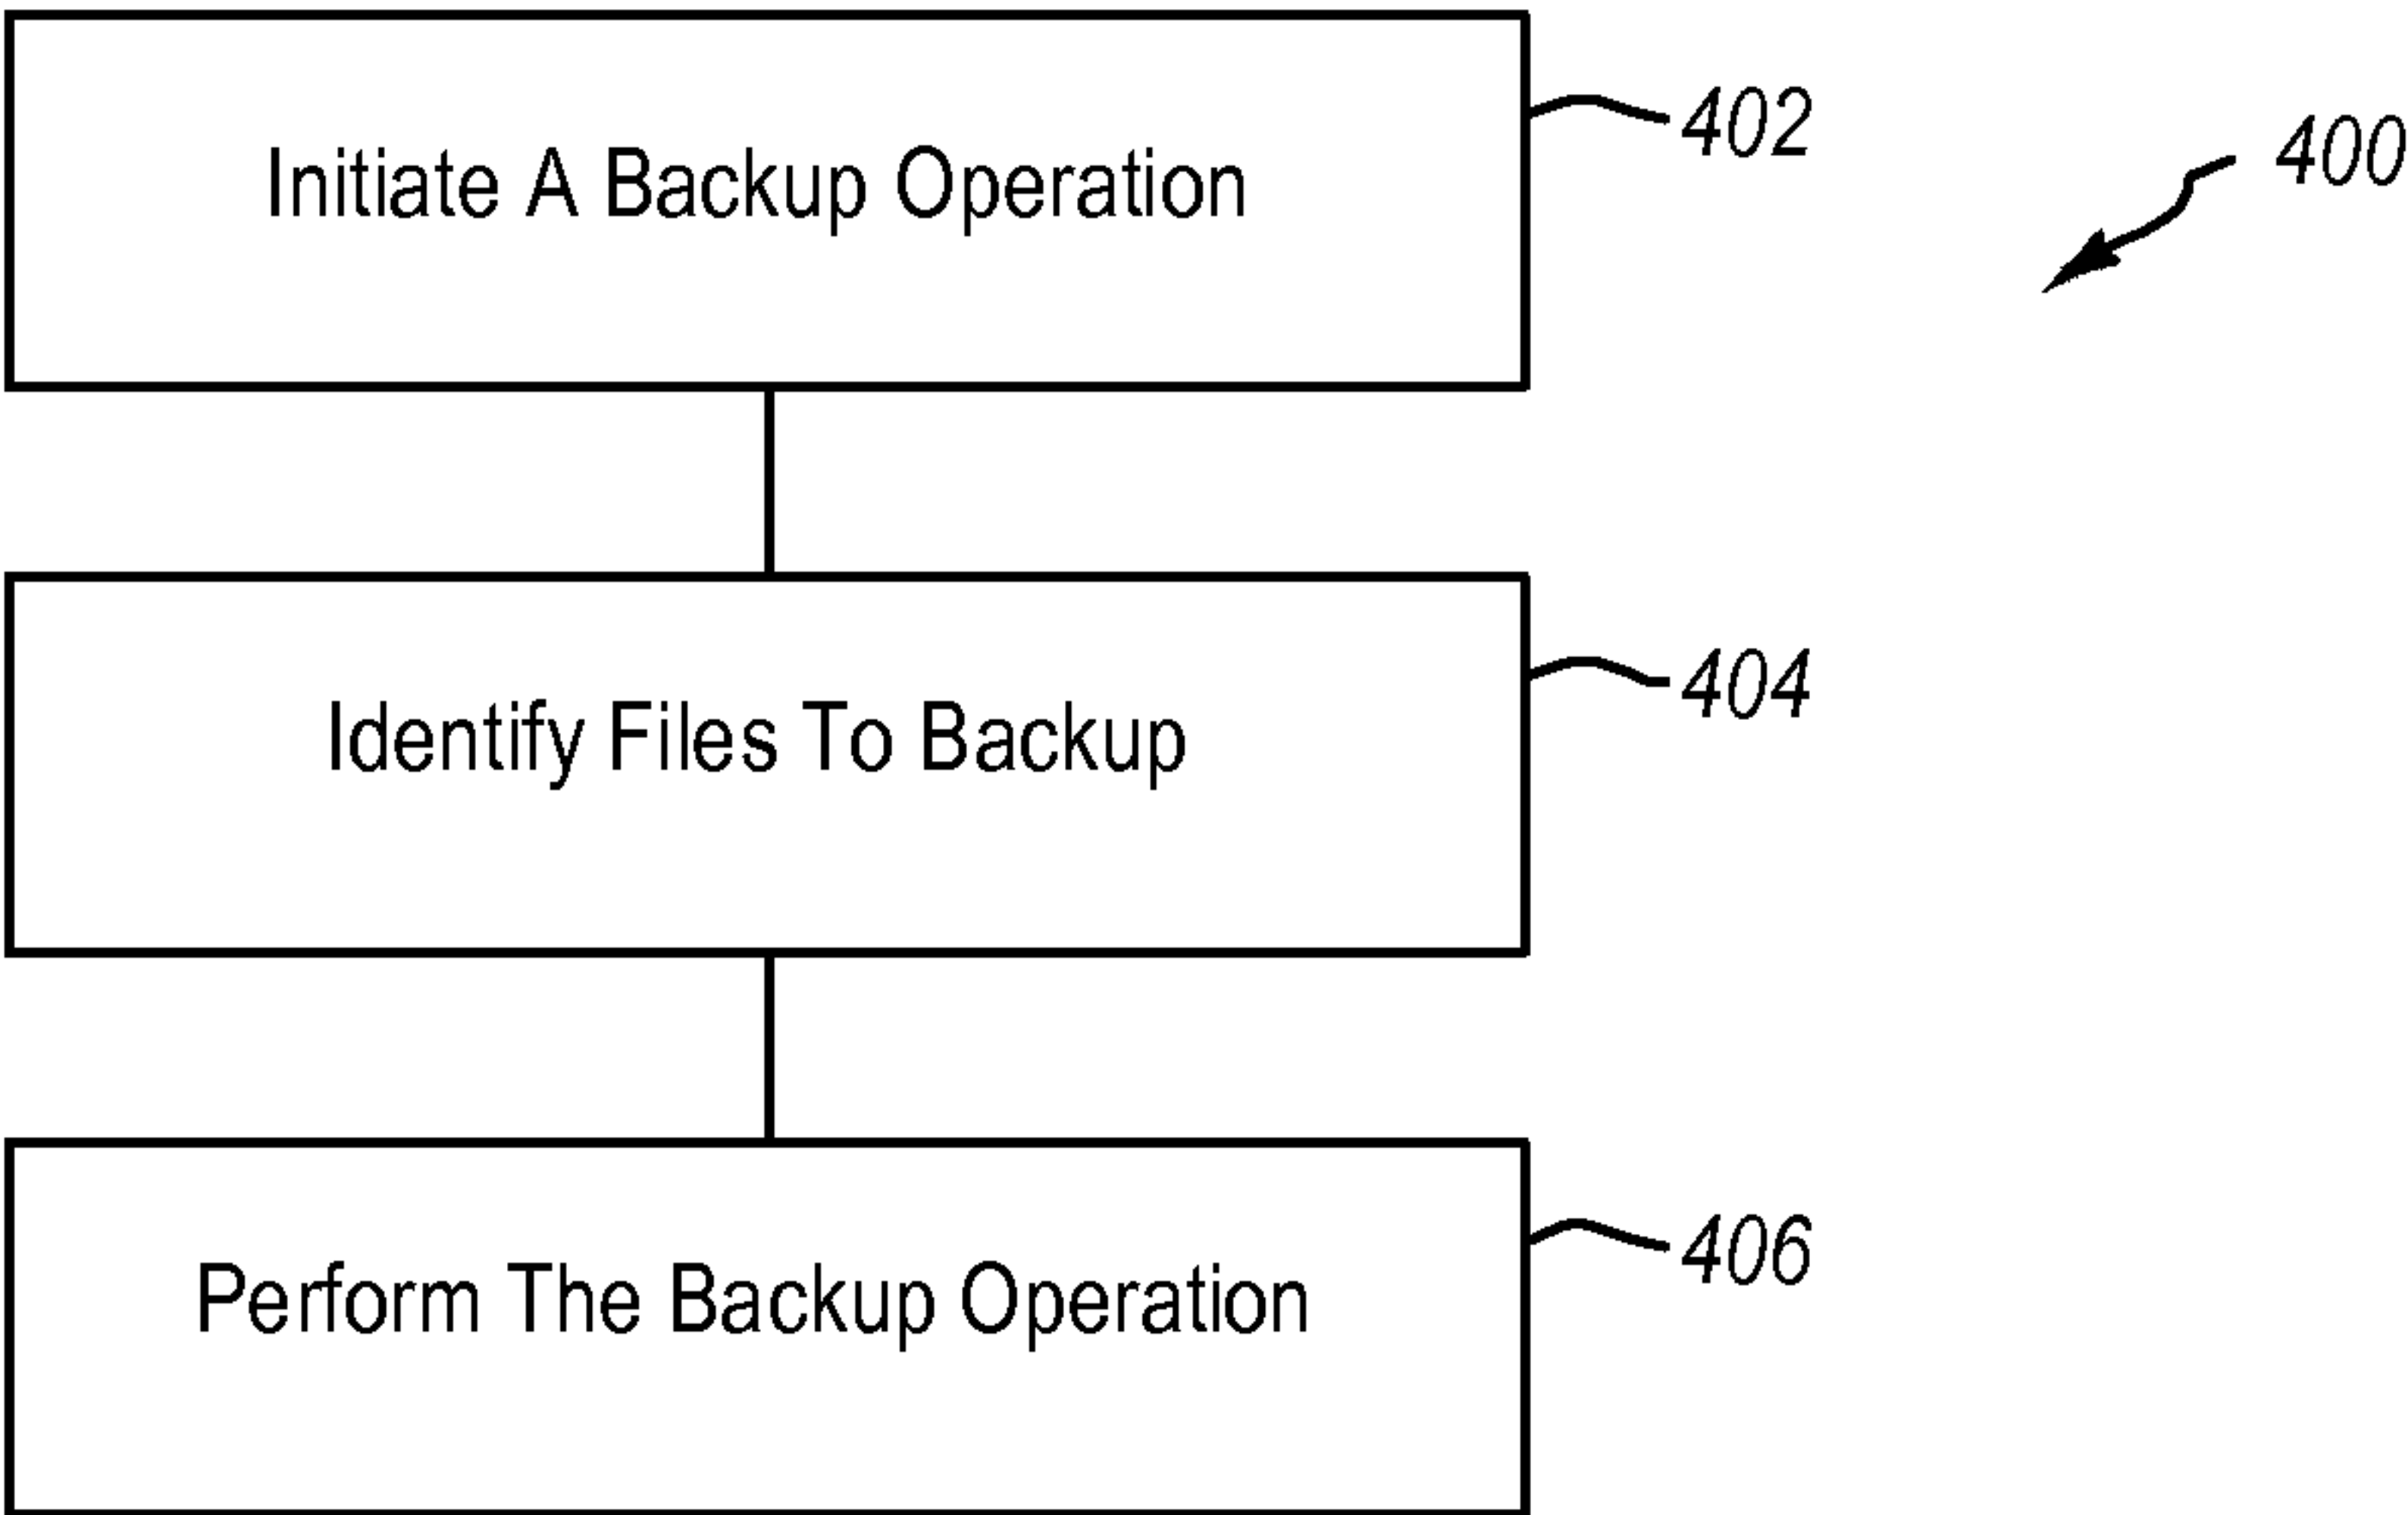 Initiate A Backup Operation
402
400
Identify Files To Backup
404
Perform The Backup Operation
406